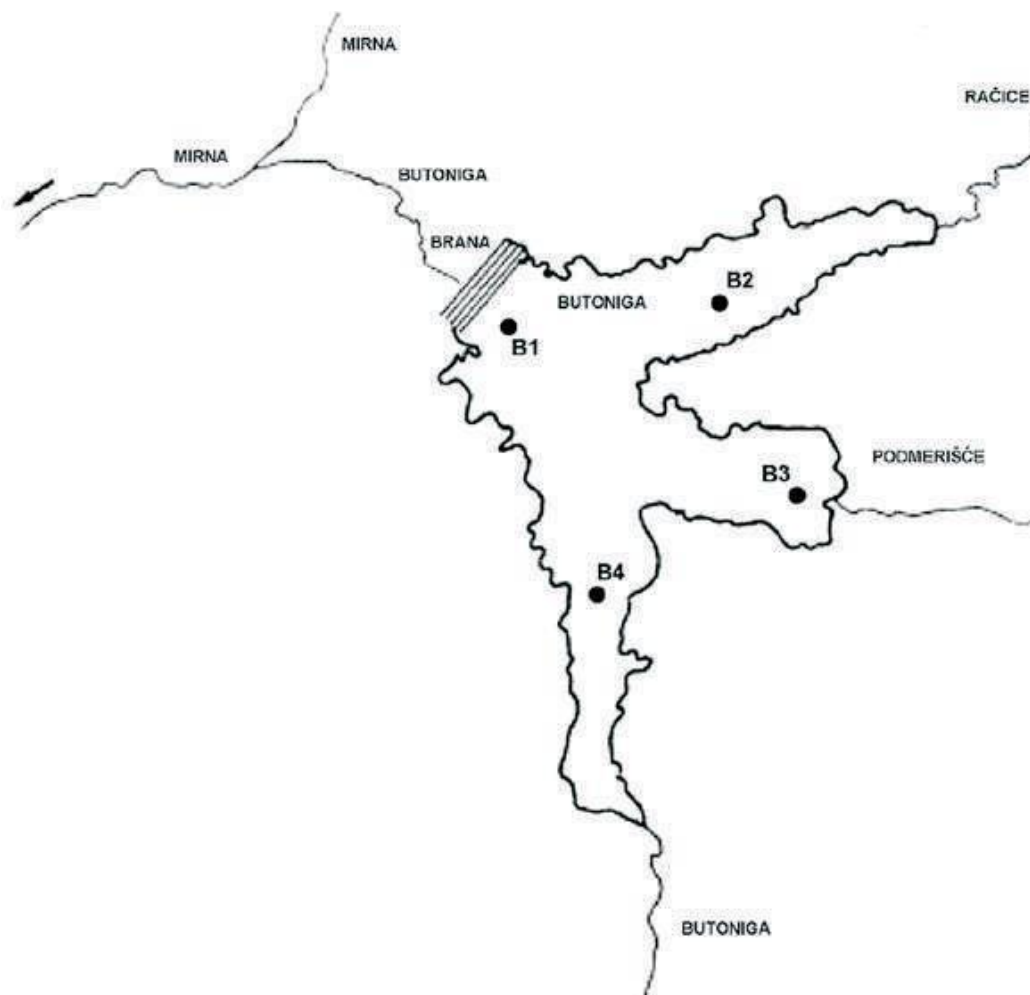 MIRNA
RAČICE
MIRNA
BUTONIGA
BRANA
B2
BUTONIGA
B1
PODMERIŠĆE
B3
B4
BUTONIGA